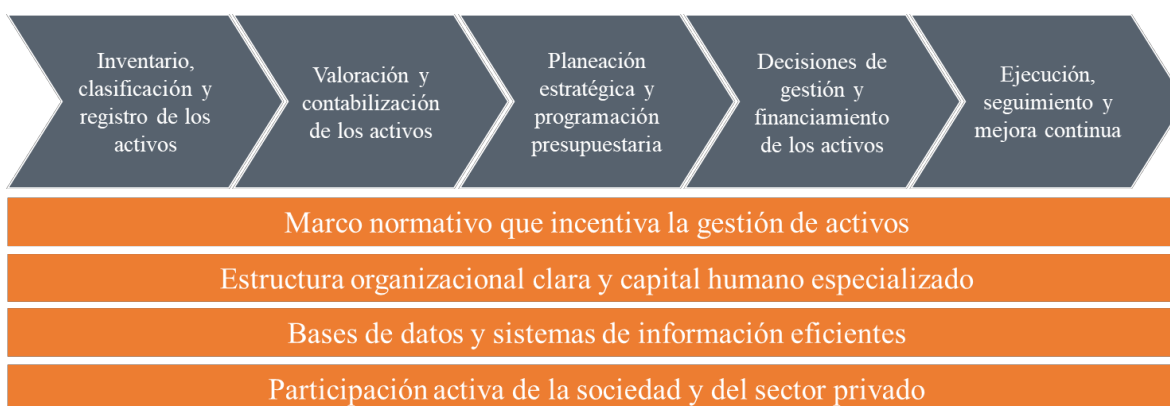 Inventario,
clasificación y
registro de los
activos
Valoración y
contabilización
de los activos
Planeación
estratégica y
programación
presupuestaria
Decisiones de
gestión y
financiamiento
de los activos
Ejecución,
seguimiento y
mejora continua
Marco normativo que incentiva la gestión de activos
Estructura organizacional clara y capital humano especializado
Bases de datos y sistemas de información eficientes
Participación activa de la sociedad y del sector privado